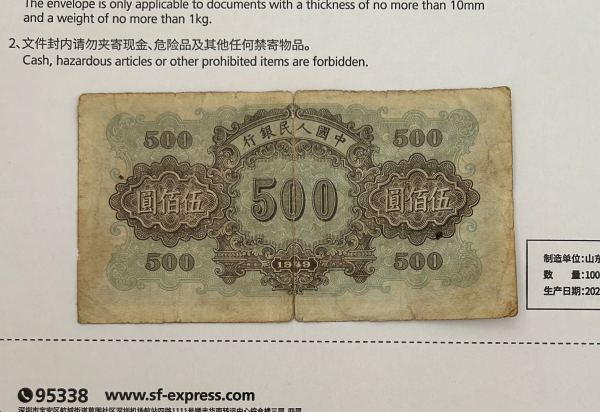 The envelope is only applicable to documents with a thickness of no more than 10mm
and a weight of no more than 1kg.
2、文件封内请勿夹寄现金、危险品及其他任何禁寄物品。
Cash, hazardous articles or other prohibited items are forbidden.
行銀民人國中
500 500
圓佰伍 500 圓佰伍
500 1949 500
制造单位:山东
数 量:100
生产日期:202
95338 www.sf-express.com